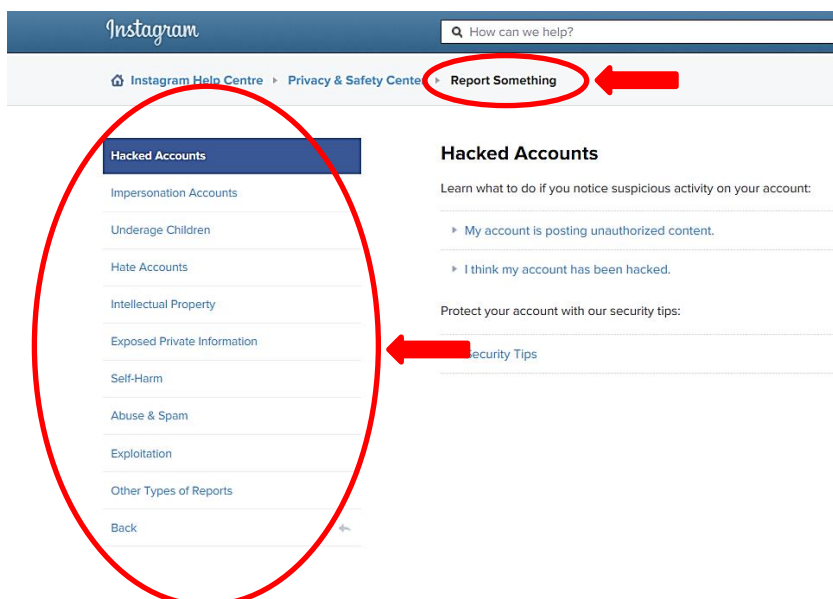 Instagram
How can we help?
Instagram Help Centre Privacy & Safety Center Report Something
Hacked Accounts
Impersonation Accounts
Underage Children
Hate Accounts
Intellectual Property
Exposed Private Information
Self-Harm
Abuse & Spam
Exploitation
Other Types of Reports
Back
Hacked Accounts
Learn what to do if you notice suspicious activity on your account:
My account is posting unauthorized content.
I think my account has been hacked.
Protect your account with our security tips:
Security Tips